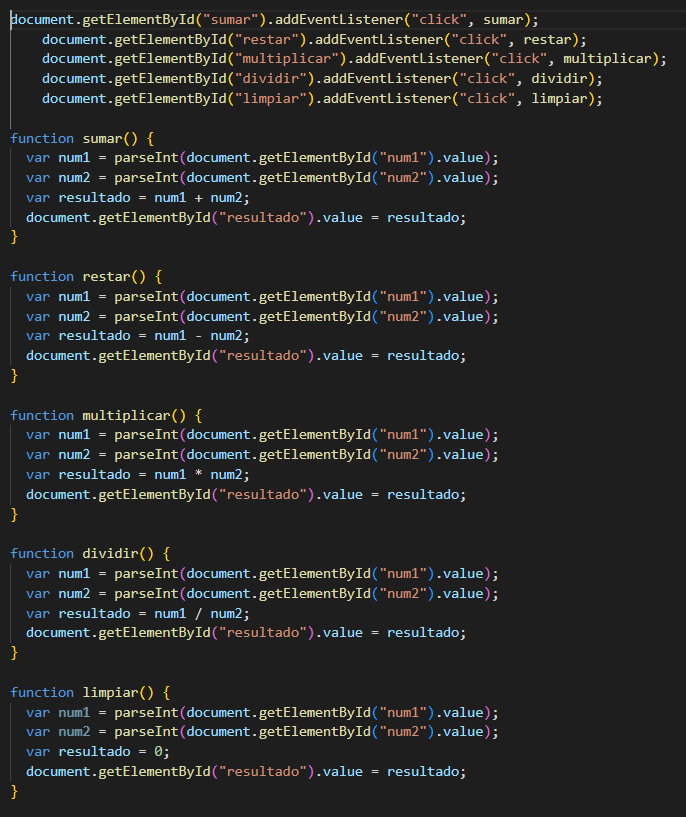 document.getElementById("sumar").addEventListener("click", sumar);
    document.getElementById("restar").addEventListener("click", restar);
    document.getElementById("multiplicar").addEventListener("click", multiplicar);
    document.getElementById("dividir").addEventListener("click", dividir);
    document.getElementById("limpiar").addEventListener("click", limpiar);

function sumar() {
  var num1 = parseInt(document.getElementById("num1").value);
  var num2 = parseInt(document.getElementById("num2").value);
  var resultado = num1 + num2;
  document.getElementById("resultado").value = resultado;
}

function restar() {
  var num1 = parseInt(document.getElementById("num1").value);
  var num2 = parseInt(document.getElementById("num2").value);
  var resultado = num1 - num2;
  document.getElementById("resultado").value = resultado;
}

function multiplicar() {
  var num1 = parseInt(document.getElementById("num1").value);
  var num2 = parseInt(document.getElementById("num2").value);
  var resultado = num1 * num2;
  document.getElementById("resultado").value = resultado;
}

function dividir() {
  var num1 = parseInt(document.getElementById("num1").value);
  var num2 = parseInt(document.getElementById("num2").value);
  var resultado = num1 / num2;
  document.getElementById("resultado").value = resultado;
}

function limpiar() {
  var num1 = parseInt(document.getElementById("num1").value);
  var num2 = parseInt(document.getElementById("num2").value);
  var resultado = 0;
  document.getElementById("resultado").value = resultado;
}